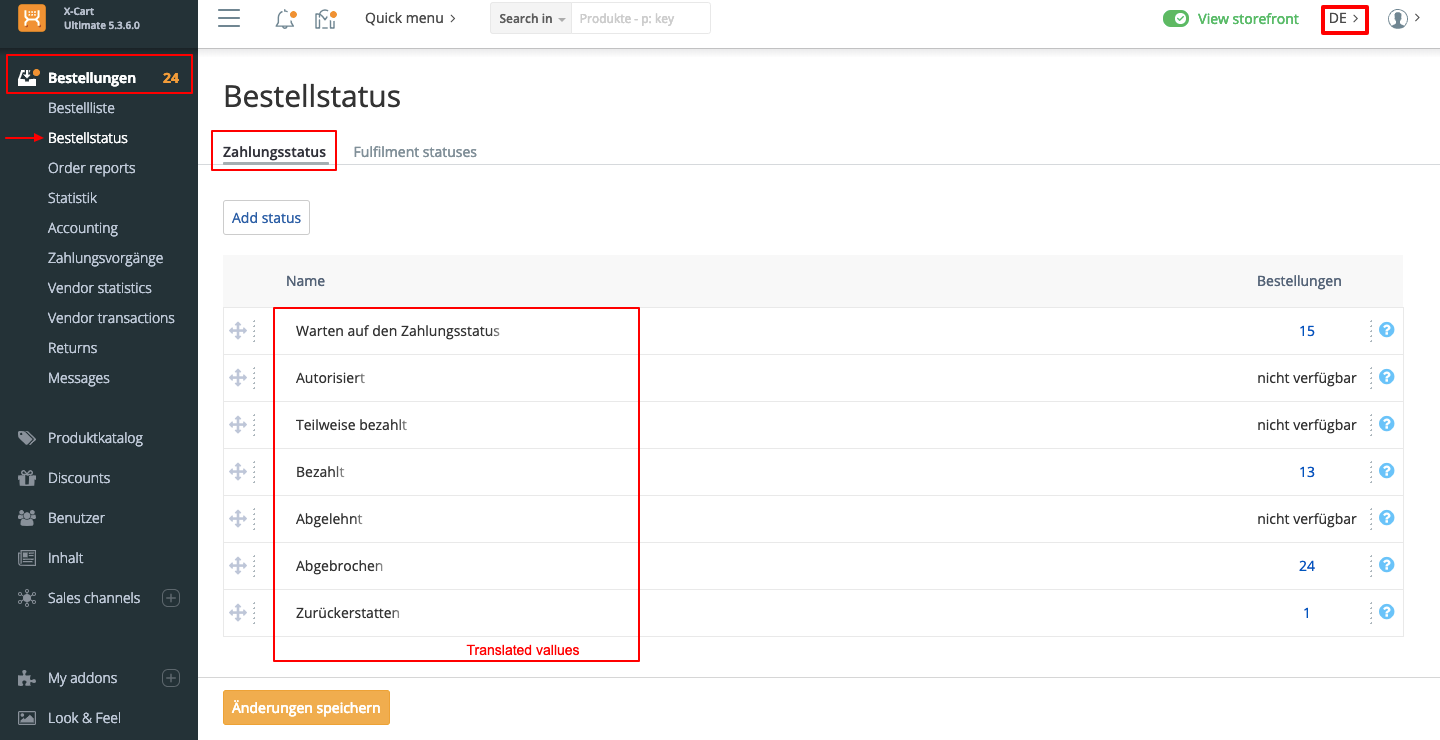 X-Cart
Ultimate 5.3.6.0
Quick menu
Search in
Produkte - p: key
View storefront
DE
Bestellungen 24
Bestellliste
Bestellstatus
Order reports
Statistik
Accounting
Zahlungsvorgänge
Vendor statistics
Vendor transactions
Returns
Messages
Produktkatalog
Discounts
Benutzer
Inhalt
Sales channels
My addons
Look & Feel
Bestellstatus
Zahlungsstatus Fulfilment statuses
Add status
Name Bestellungen
Warten auf den Zahlungsstatus 15 ?
Autorisiert nicht verfügbar ?
Teilweise bezahlt nicht verfügbar ?
Bezahlt 13 ?
Abgelehnt nicht verfügbar ?
Abgebrochen 24 ?
Zurückerstatten 1 ?
Translated vallues
Änderungen speichern